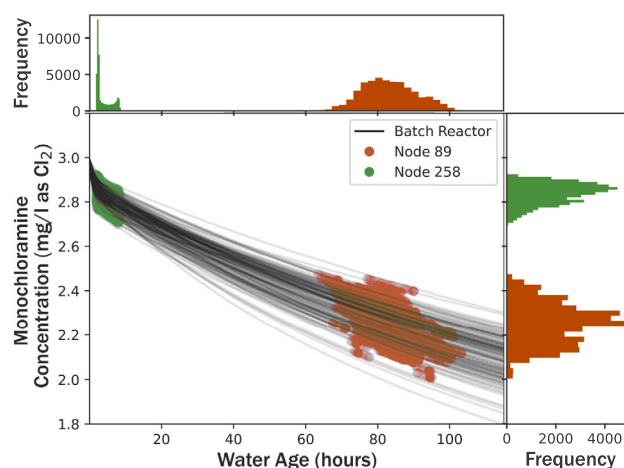 Frequency
10000
5000
0
Batch Reactor
Node 89
Node 258
Monochloramine
Concentration (mg/l as Cl₂)
3.0
2.8
2.6
2.4
2.2
2.0
1.8
20
40
60
80
100
Water Age (hours)
0
2000
4000
Frequency